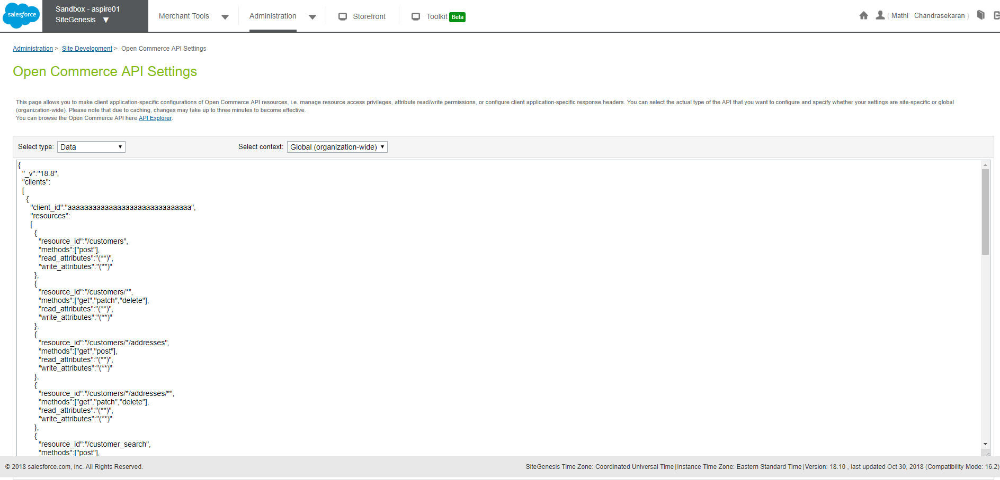 salesforce
Sandbox - aspire01
SiteGenesis ▼
Merchant Tools
Administration
Storefront
Toolkit Beta
( Mathi Chandrasekaran )
Administration > Site Development > Open Commerce API Settings
Open Commerce API Settings
This page allows you to make client application-specific configurations of Open Commerce API resources, i.e. manage resource access privileges, attribute read/write permissions, or configure client application-specific response headers. You can select the actual type of the API that you want to configure and specify whether your settings are site-specific or global
(organization-wide). Please note that due to caching, changes may take up to three minutes to become effective.
You can browse the Open Commerce API here API Explorer.
Select type: Data
Select context: Global (organization-wide)
{
"_v":"18.8",
"clients":
[
{
"client_id":"aaaaaaaaaaaaaaaaaaaaaaaaaaaaaa",
"resources":
[
{
"resource_id":"/customers",
"methods":["post"],
"read_attributes":"(**)",
"write_attributes":"(**)"
},
{
"resource_id":"/customers/*",
"methods":["get","patch","delete"],
"read_attributes":"(**)",
"write_attributes":"(**)"
},
{
"resource_id":"/customers/*/addresses",
"methods":["get","post"],
"read_attributes":"(**)",
"write_attributes":"(**)"
},
{
"resource_id":"/customers/*/addresses/*",
"methods":["get","patch","delete"],
"read_attributes":"(**)",
"write_attributes":"(**)"
},
{
"resource_id":"/customer_search",
"methods":["post"],
© 2018 salesforce.com, inc. All Rights Reserved.
SiteGenesis Time Zone: Coordinated Universal Time|Instance Time Zone: Eastern Standard Time|Version: 18.10 , last updated Oct 30, 2018 (Compatibility Mode: 16.2)